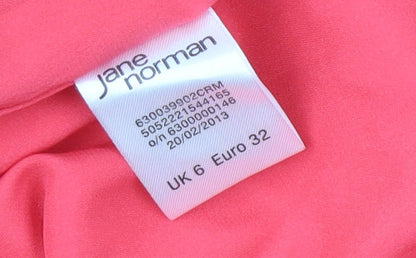 jane
norman
630039902CRM
5052221544165
o/n 6300000146
20/02/2013
UK 6 Euro 32